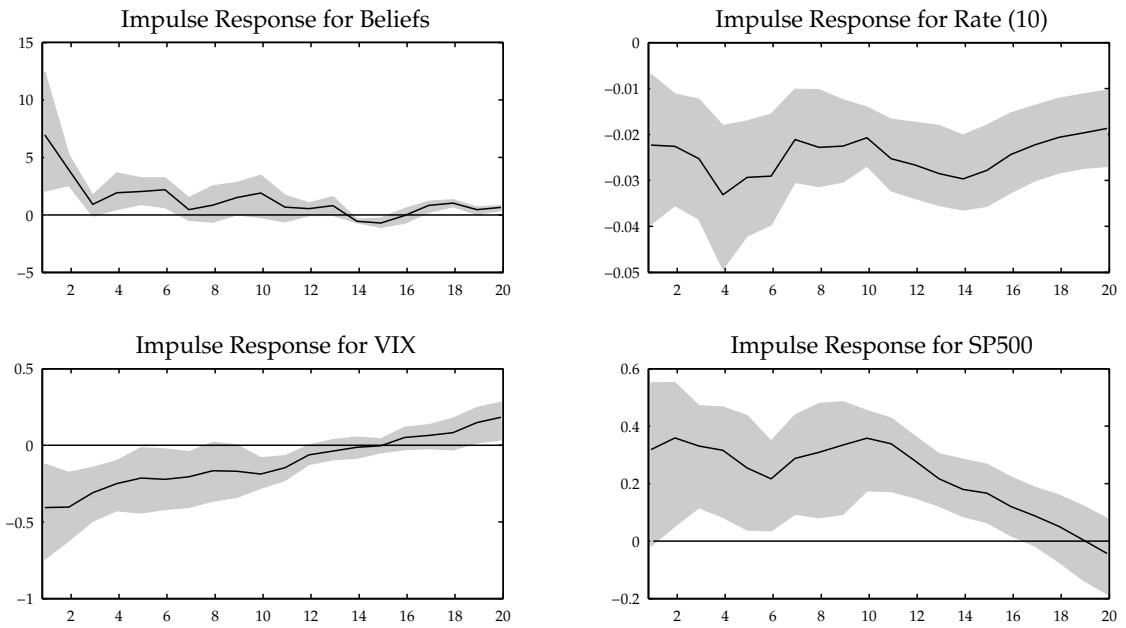 Impulse Response for Beliefs
15
10
5
0
−5
2 4 6 8 10 12 14 16 18 20
Impulse Response for Rate (10)
0
−0.01
−0.02
−0.03
−0.04
−0.05
2 4 6 8 10 12 14 16 18 20
Impulse Response for VIX
0.5
0
−0.5
−1
2 4 6 8 10 12 14 16 18 20
Impulse Response for SP500
0.6
0.4
0.2
0
−0.2
2 4 6 8 10 12 14 16 18 20